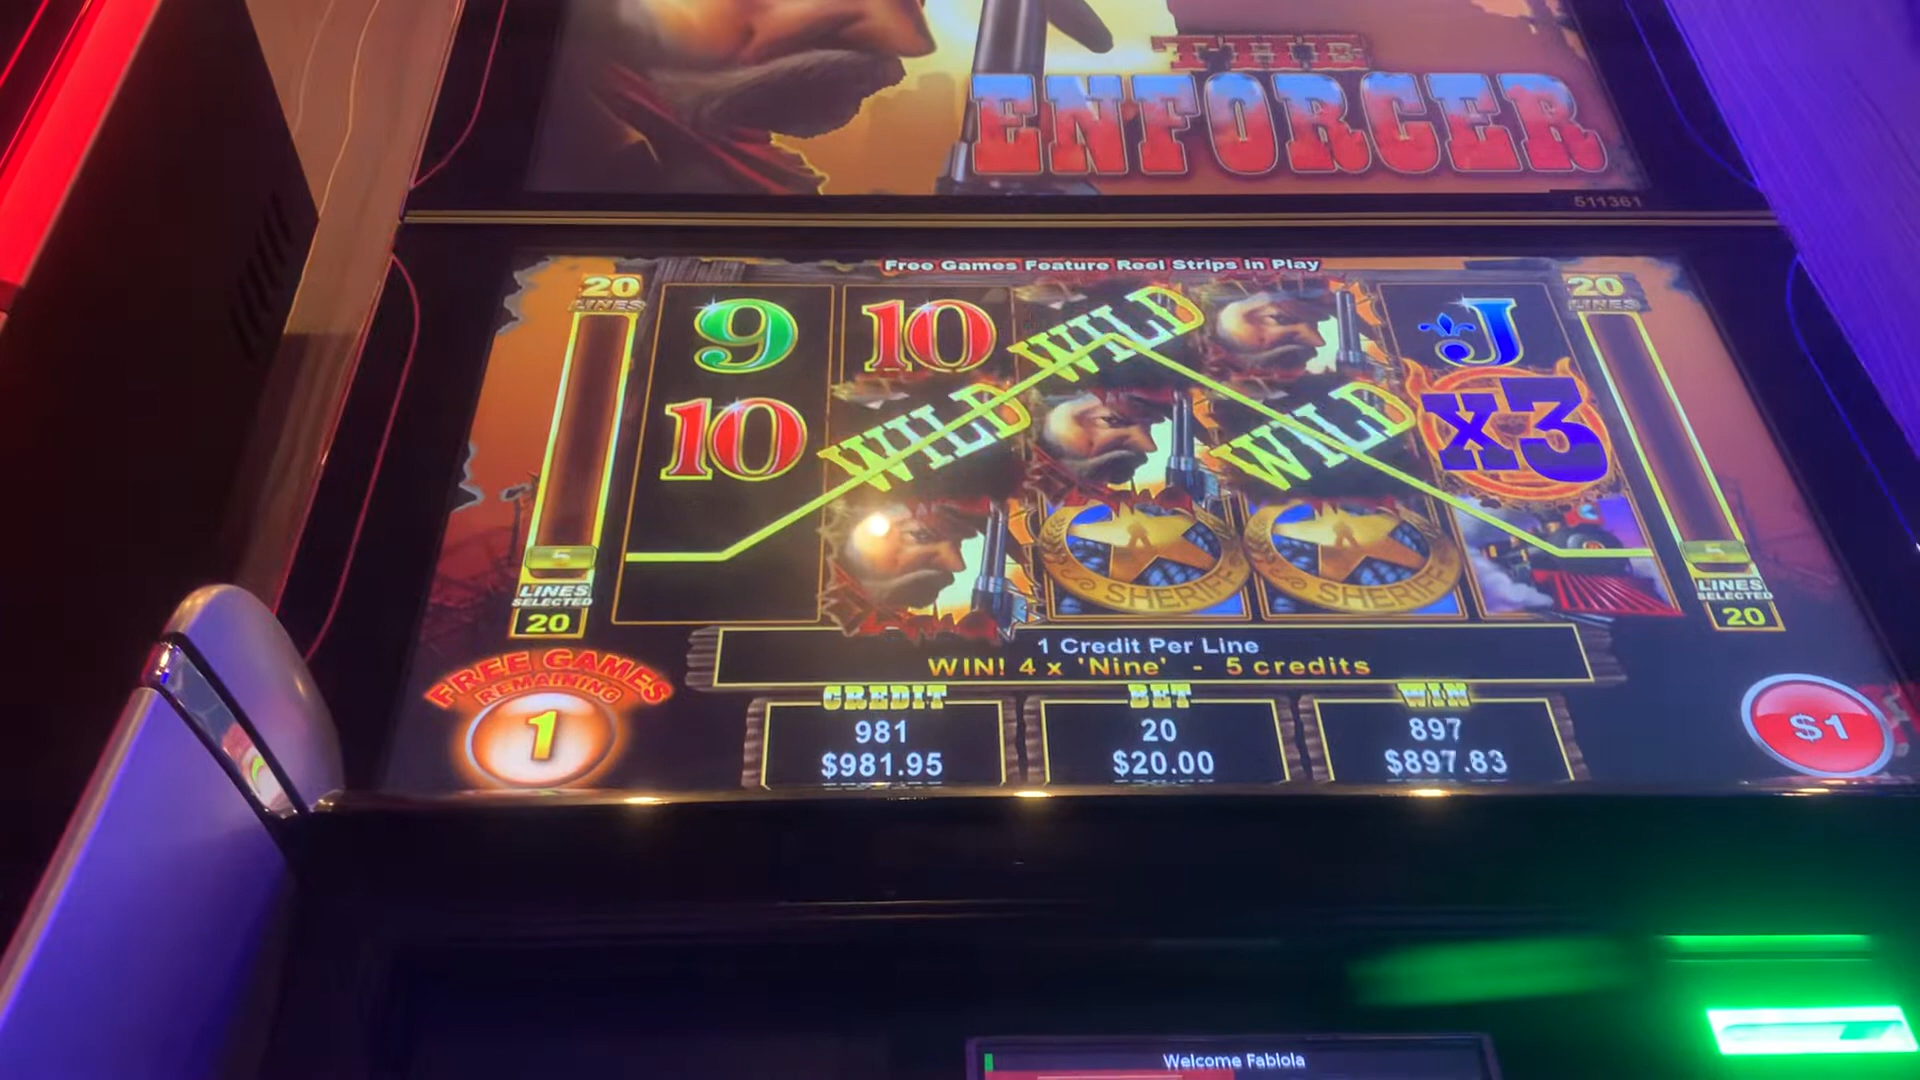 THE
ENFORCER
511361
Free Games Feature Reel Strips in Play
20
LINES
20
LINES
9
10
WILD
J
10
WILD
WILD
X3
SHERIFF
SHERIFF
5
LINES
SELECTED
20
5
LINES
SELECTED
20
1 Credit Per Line
WIN! 4 x 'Nine' - 5 credits
FREE GAMES
REMAINING
1
CREDIT
981
$981.95
BET
20
$20.00
WIN
897
$897.83
$1
Welcome Fabiola